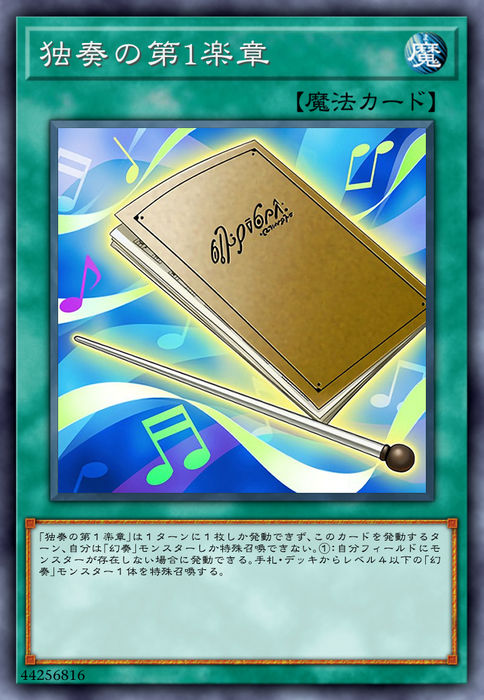 独奏の第1楽章
魔
【魔法カード】
「独奏の第１楽章」は１ターンに１枚しか発動できず、このカードを発動するタ
ーン、自分は「幻奏」モンスターしか特殊召喚できない。①：自分フィールドにモ
ンスターが存在しない場合に発動できる。手札・デッキからレベル４以下の「幻
奏」モンスター１体を特殊召喚する。
44256816